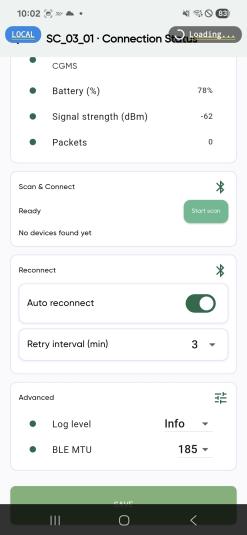 10:02
83
LOCAL
SC_03_01 · Connection Status
Loading...
CGMS
Battery (%)
78%
Signal strength (dBm)
-62
Packets
0
Scan & Connect
Ready
Start scan
No devices found yet
Reconnect
Auto reconnect
Retry interval (min)
3
Advanced
Log level
Info
BLE MTU
185
SAVE